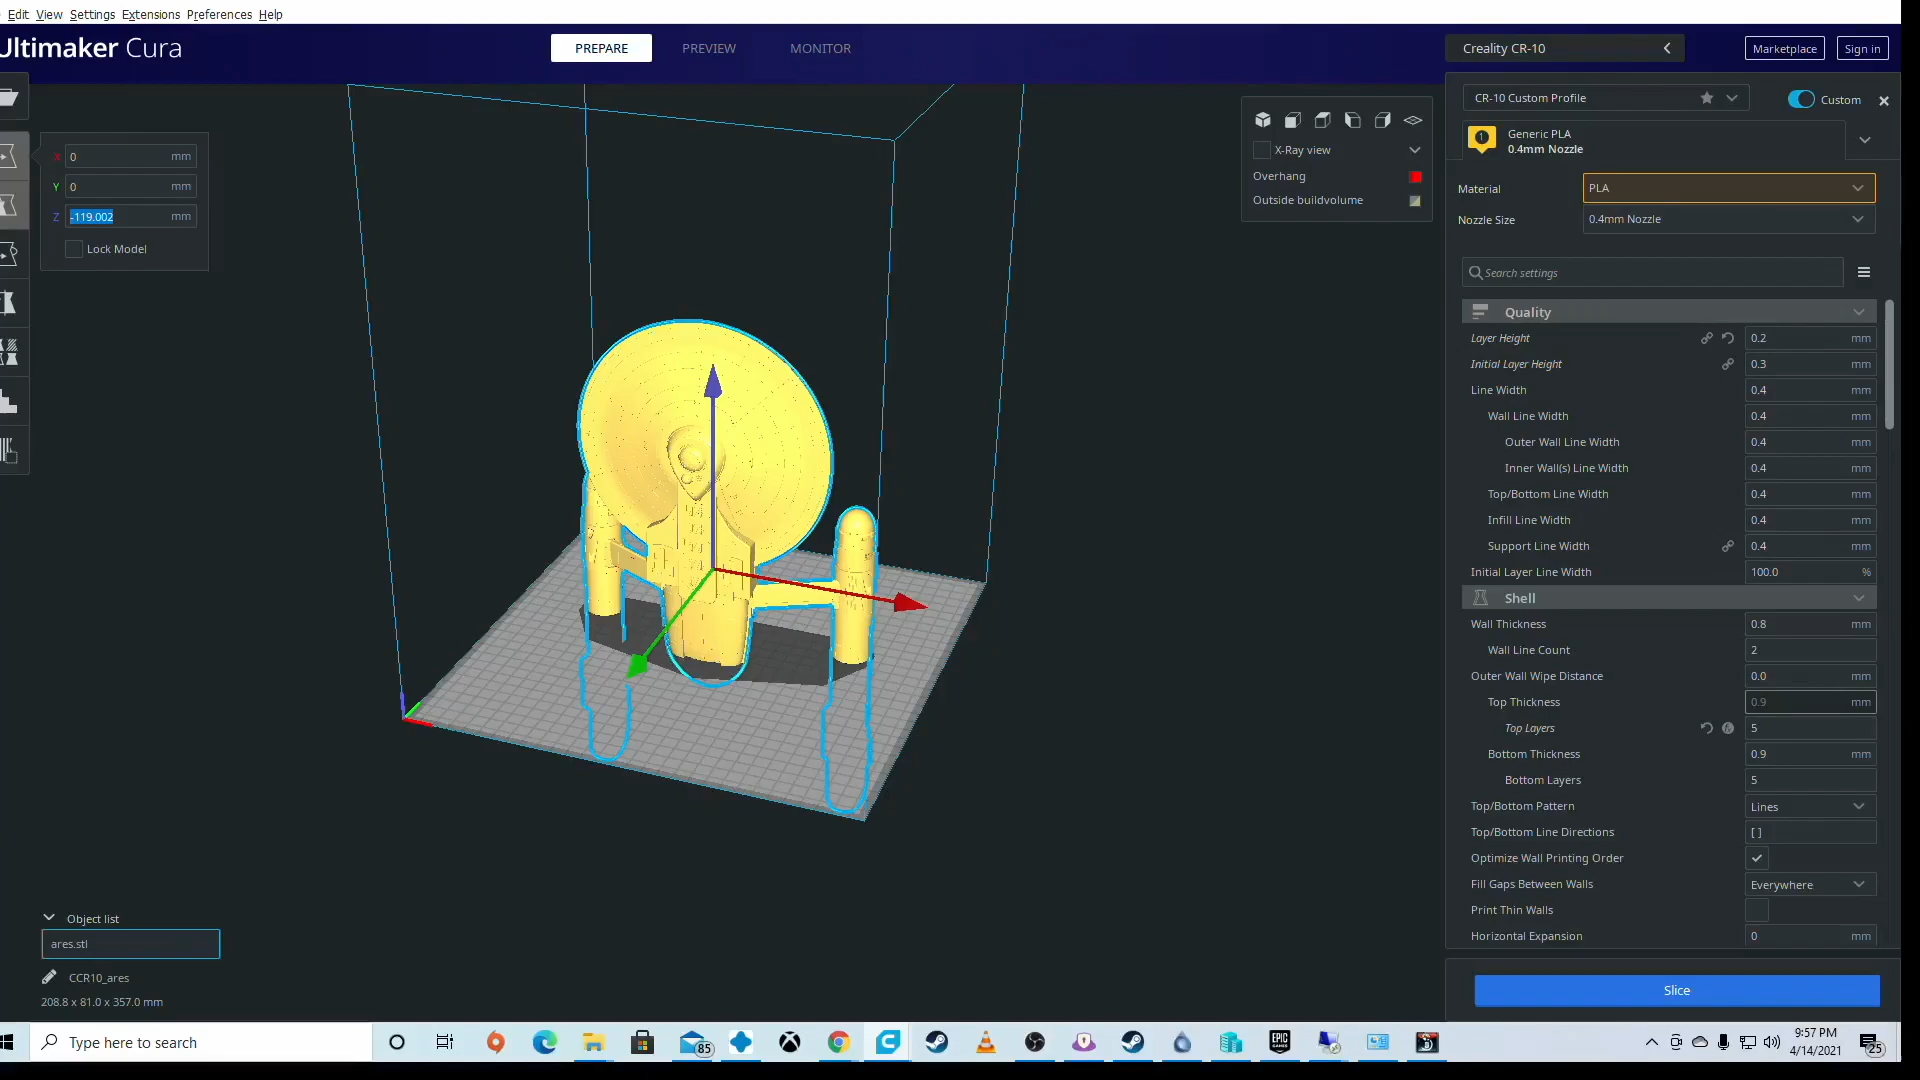 Edit View Settings Extensions Preferences Help
Ultimaker Cura
PREPARE PREVIEW MONITOR
Creality CR-10
Marketplace
Sign in
X 0 mm
Y 0 mm
Z -119.002 mm
Lock Model
X-Ray view
Overhang
Outside buildvolume
CR-10 Custom Profile
Custom
1
Generic PLA
0.4mm Nozzle
Material PLA
Nozzle Size 0.4mm Nozzle
Search settings
Quality
Layer Height 0.2 mm
Initial Layer Height 0.3 mm
Line Width 0.4 mm
Wall Line Width 0.4 mm
Outer Wall Line Width 0.4 mm
Inner Wall(s) Line Width 0.4 mm
Top/Bottom Line Width 0.4 mm
Infill Line Width 0.4 mm
Support Line Width 0.4 mm
Initial Layer Line Width 100.0 %
Shell
Wall Thickness 0.8 mm
Wall Line Count 2
Outer Wall Wipe Distance 0.0 mm
Top Thickness 0.9 mm
Top Layers 5
Bottom Thickness 0.9 mm
Bottom Layers 5
Top/Bottom Pattern Lines
Top/Bottom Line Directions [ ]
Optimize Wall Printing Order
Fill Gaps Between Walls Everywhere
Print Thin Walls
Horizontal Expansion 0 mm
Object list
ares.stl
CCR10_ares
208.8 x 81.0 x 357.0 mm
Slice
Type here to search
85
EPIC GAMES
9:57 PM
4/14/2021
25